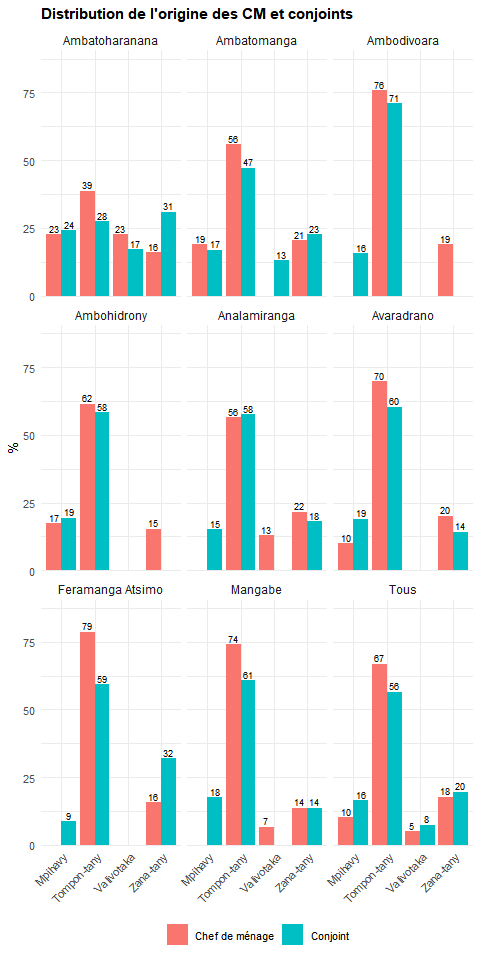 Distribution de l'origine des CM et conjoints
Ambatoharanana Ambatomanga Ambodivoara
75
50
25
0
23 24 39 28 23 17 16 31
19 17 56 47 13 21 23
16 76 71 19
Ambohidrony Analamiranga Avaradrano
75
50
25
0
17 19 62 58 15
15 56 58 13 22 18
10 19 70 60 20 14
%
Feramanga Atsimo Mangabe Tous
75
50
25
0
9 79 59 16 32
18 74 61 7 14 14
10 16 67 56 5 8 18 20
Mpihavy Tompon-tany Valivotaka Zana-tany
Mpihavy Tompon-tany Valivotaka Zana-tany
Mpihavy Tompon-tany Valivotaka Zana-tany
Chef de ménage Conjoint